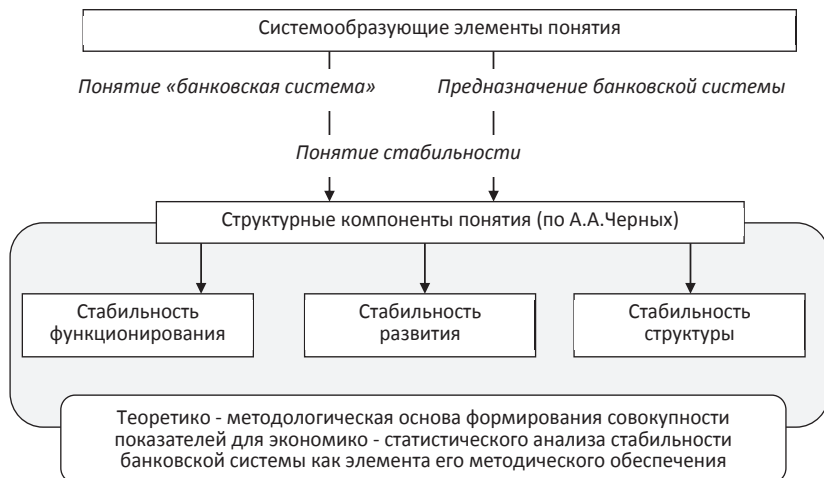 Системообразующие элементы понятия
Понятие «банковская система»
Предназначение банковской системы
Понятие стабильности
Структурные компоненты понятия (по А.А.Черных)
Стабильность
функционирования
Стабильность
развития
Стабильность
структуры
Теоретико - методологическая основа формирования совокупности
показателей для экономико - статистического анализа стабильности
банковской системы как элемента его методического обеспечения